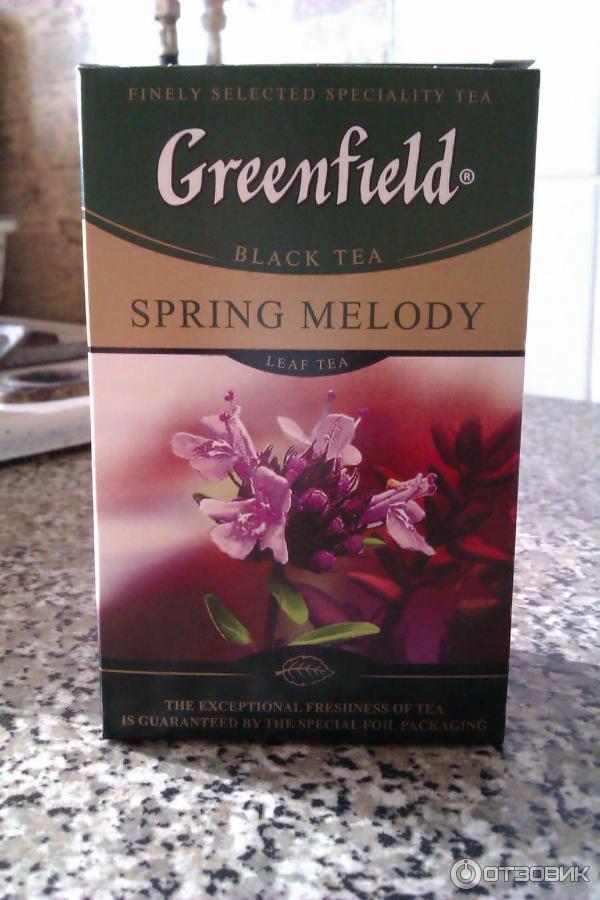 FINELY SELECTED SPECIALITY TEA
Greenfield®
BLACK TEA
SPRING MELODY
LEAF TEA
THE EXCEPTIONAL FRESHNESS OF TEA
IS GUARANTEED BY THE SPECIAL FOIL PACKAGING
ОТЗОВИК